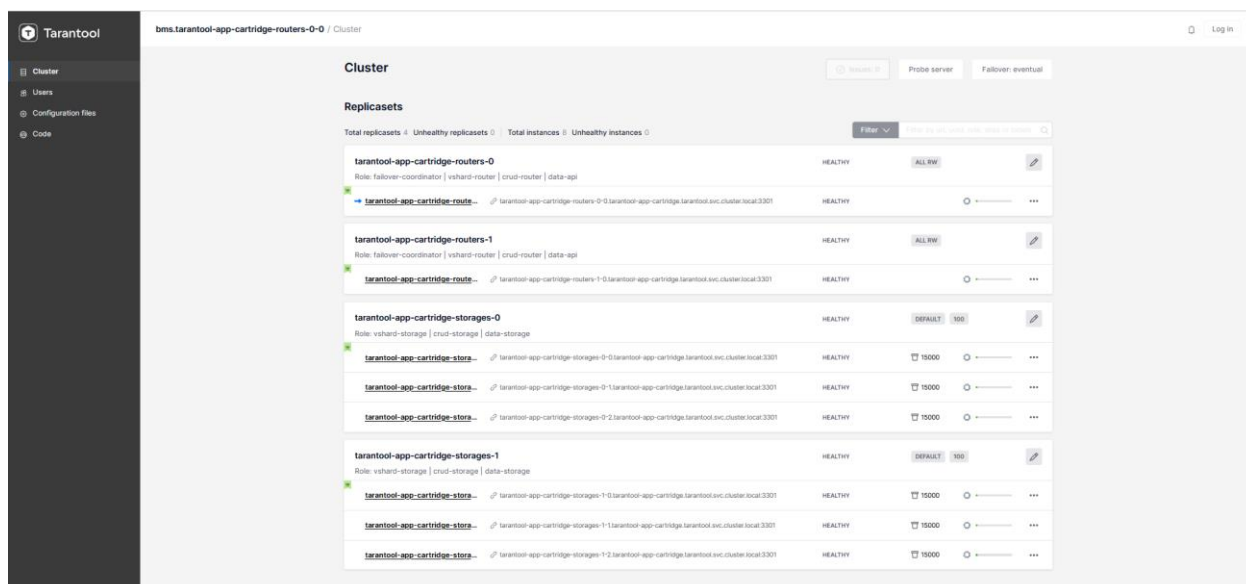 Tarantool
bms.tarantool-app-cartridge-routers-0-0 / Cluster
Log in
Cluster
Users
Configuration files
Code
Cluster
Issues: 0
Probe server
Failover: eventual
Replicasets
Total replicasets 4 Unhealthy replicasets 0 Total instances 8 Unhealthy instances 0
Filter
tarantool-app-cartridge-routers-0 HEALTHY ALL RW
Role: failover-coordinator | vshard-router | crud-router | data-api
tarantool-app-cartridge-route... tarantool-app-cartridge-routers-0-0.tarantool-app-cartridge.tarantool.svc.cluster.local:3301 HEALTHY
tarantool-app-cartridge-routers-1 HEALTHY ALL RW
Role: failover-coordinator | vshard-router | crud-router | data-api
tarantool-app-cartridge-route... tarantool-app-cartridge-routers-1-0.tarantool-app-cartridge.tarantool.svc.cluster.local:3301 HEALTHY
tarantool-app-cartridge-storages-0 HEALTHY DEFAULT 100
Role: vshard-storage | crud-storage | data-storage
tarantool-app-cartridge-stora... tarantool-app-cartridge-storages-0-0.tarantool-app-cartridge.tarantool.svc.cluster.local:3301 HEALTHY 15000
tarantool-app-cartridge-stora... tarantool-app-cartridge-storages-0-1.tarantool-app-cartridge.tarantool.svc.cluster.local:3301 HEALTHY 15000
tarantool-app-cartridge-stora... tarantool-app-cartridge-storages-0-2.tarantool-app-cartridge.tarantool.svc.cluster.local:3301 HEALTHY 15000
tarantool-app-cartridge-storages-1 HEALTHY DEFAULT 100
Role: vshard-storage | crud-storage | data-storage
tarantool-app-cartridge-stora... tarantool-app-cartridge-storages-1-0.tarantool-app-cartridge.tarantool.svc.cluster.local:3301 HEALTHY 15000
tarantool-app-cartridge-stora... tarantool-app-cartridge-storages-1-1.tarantool-app-cartridge.tarantool.svc.cluster.local:3301 HEALTHY 15000
tarantool-app-cartridge-stora... tarantool-app-cartridge-storages-1-2.tarantool-app-cartridge.tarantool.svc.cluster.local:3301 HEALTHY 15000